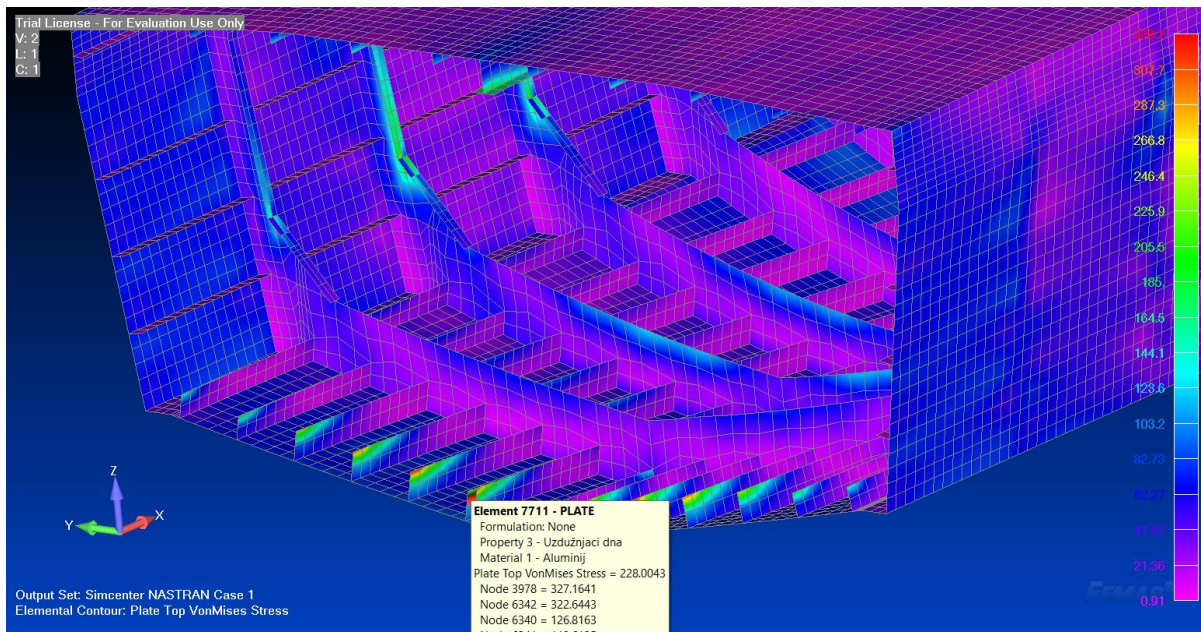 Trial License - For Evaluation Use Only
V: 2
L: 1
C: 1
307.7
287.3
266.8
246.4
225.9
205.5
185.
164.5
144.1
123.6
103.2
82.73
62.27
21.36
0.91
Z
Y
X
Element 7711 - PLATE
Formulation: None
Property 3 - Uzdužnjaci dna
Material 1 - Aluminij
Plate Top VonMises Stress = 228.0043
Node 3978 = 327.1641
Node 6342 = 322.6443
Node 6340 = 126.8163
Output Set: Simcenter NASTRAN Case 1
Elemental Contour: Plate Top VonMises Stress
FEMAP